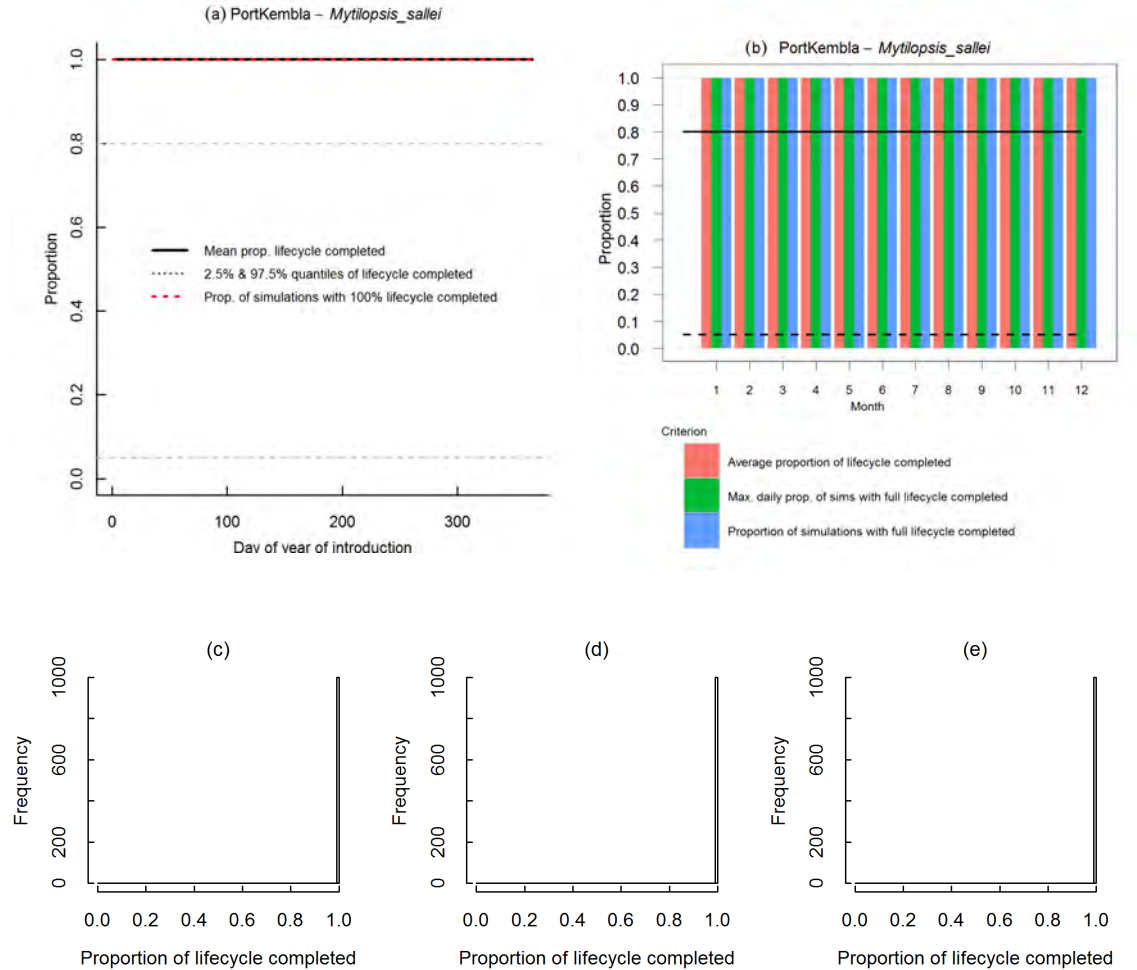 (a) PortKembla – Mytilopsis_sallei
Proportion
1.0
0.8
0.6
0.4
0.2
0.0
Mean prop. lifecycle completed
2.5% & 97.5% quantiles of lifecycle completed
Prop. of simulations with 100% lifecycle completed
0 100 200 300
Day of year of introduction
(b) PortKembla – Mytilopsis_sallei
Proportion
1.0
0.9
0.8
0.7
0.6
0.5
0.4
0.3
0.2
0.1
0.0
1 2 3 4 5 6 7 8 9 10 11 12
Month
Criterion
Average proportion of lifecycle completed
Max. daily prop. of sims with full lifecycle completed
Proportion of simulations with full lifecycle completed
(c)
Frequency
1000
600
200
0
0.0 0.2 0.4 0.6 0.8 1.0
Proportion of lifecycle completed
(d)
Frequency
1000
600
200
0
0.0 0.2 0.4 0.6 0.8 1.0
Proportion of lifecycle completed
(e)
Frequency
1000
600
200
0
0.0 0.2 0.4 0.6 0.8 1.0
Proportion of lifecycle completed